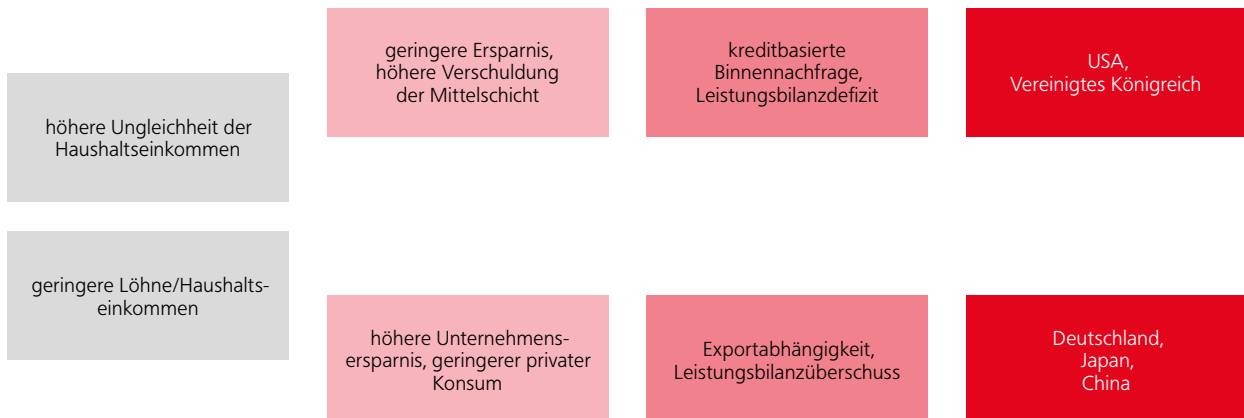 höhere Ungleichheit der
Haushaltseinkommen
geringere Löhne/Haushalts-
einkommen
geringere Ersparnis,
höhere Verschuldung
der Mittelschicht
kreditbasierte
Binnennachfrage,
Leistungsbilanzdefizit
USA,
Vereinigtes Königreich
höhere Unternehmens-
ersparnis, geringerer privater
Konsum
Exportabhängigkeit,
Leistungsbilanzüberschuss
Deutschland,
Japan,
China